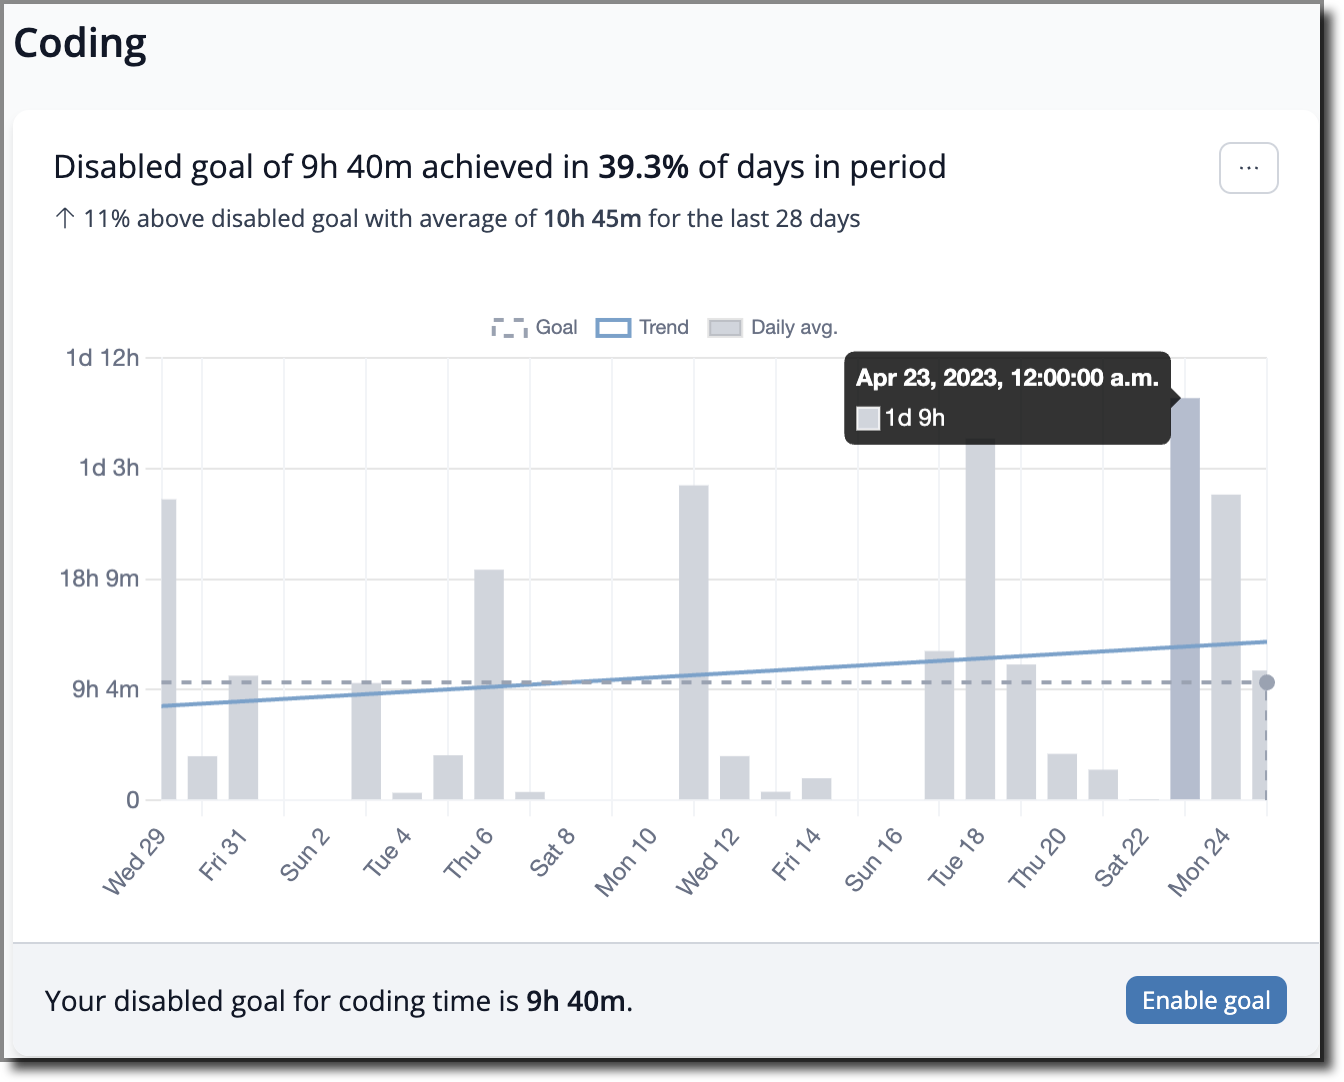 Coding
Disabled goal of 9h 40m achieved in 39.3% of days in period
...
↑ 11% above disabled goal with average of 10h 45m for the last 28 days
Goal Trend Daily avg.
1d 12h
Apr 23, 2023, 12:00:00 a.m.
1d 9h
1d 3h
18h 9m
9h 4m
0
Wed 29 Fri 31 Sun 2 Tue 4 Thu 6 Sat 8 Mon 10 Wed 12 Fri 14 Sun 16 Tue 18 Thu 20 Sat 22 Mon 24
Your disabled goal for coding time is 9h 40m.
Enable goal